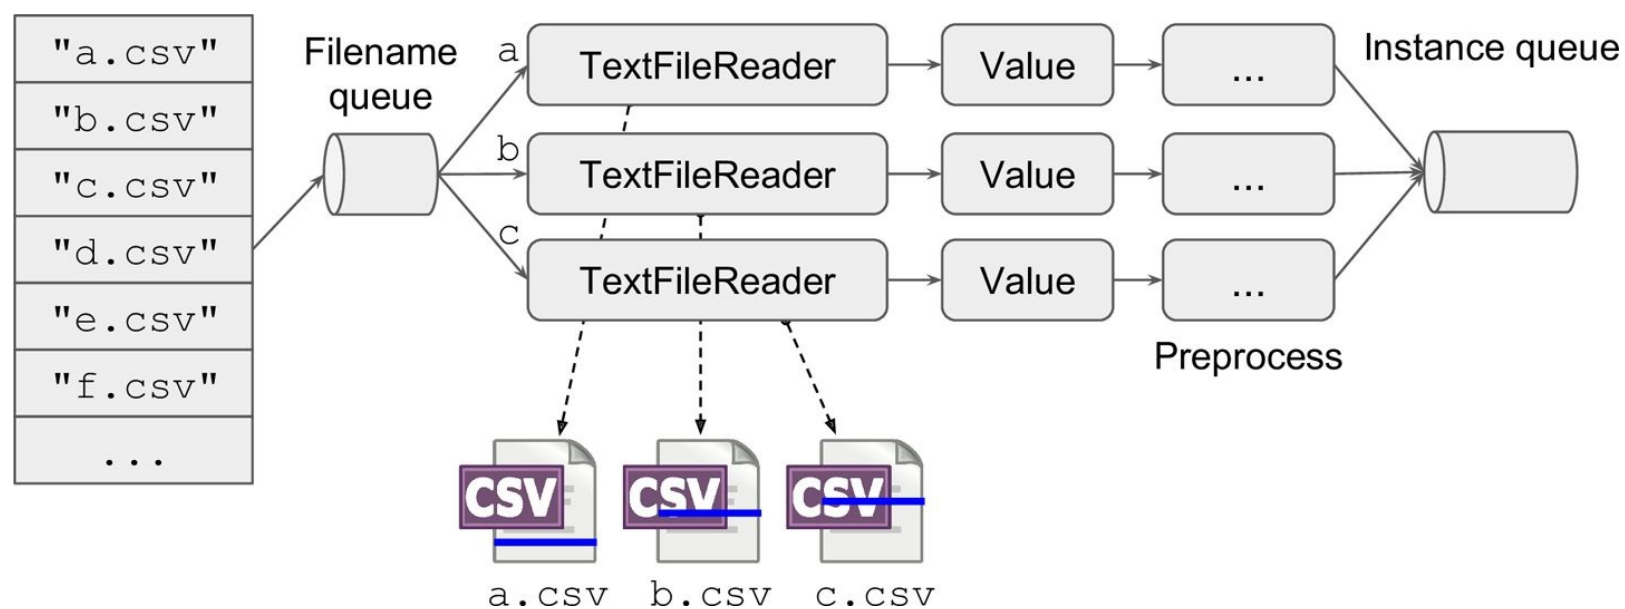 "a.csv"
"b.csv"
"c.csv"
"d.csv"
"e.csv"
"f.csv"
...
Filename
queue
a
TextFileReader
Value
...
b
TextFileReader
Value
...
c
TextFileReader
Value
...
Preprocess
Instance queue
CSV
CSV
CSV
a.csv
b.csv
c.csv